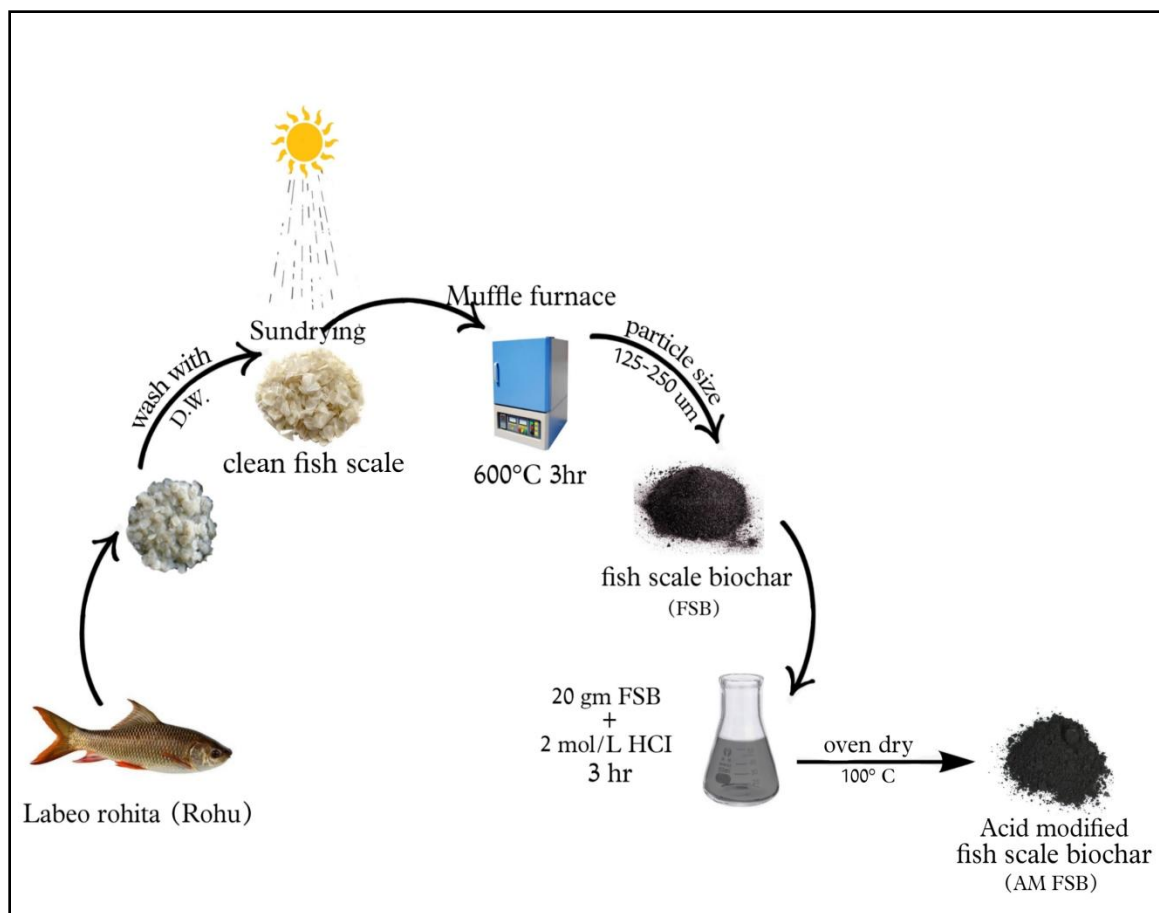 Sundrying
wash with
D.W.
clean fish scale
Muffle furnace
600°C 3hr
particle size
125-250 um
fish scale biochar
(FSB)
20 gm FSB
+
2 mol/L HCI
3 hr
oven dry
100° C
Labeo rohita (Rohu)
Acid modified
fish scale biochar
(AM FSB)